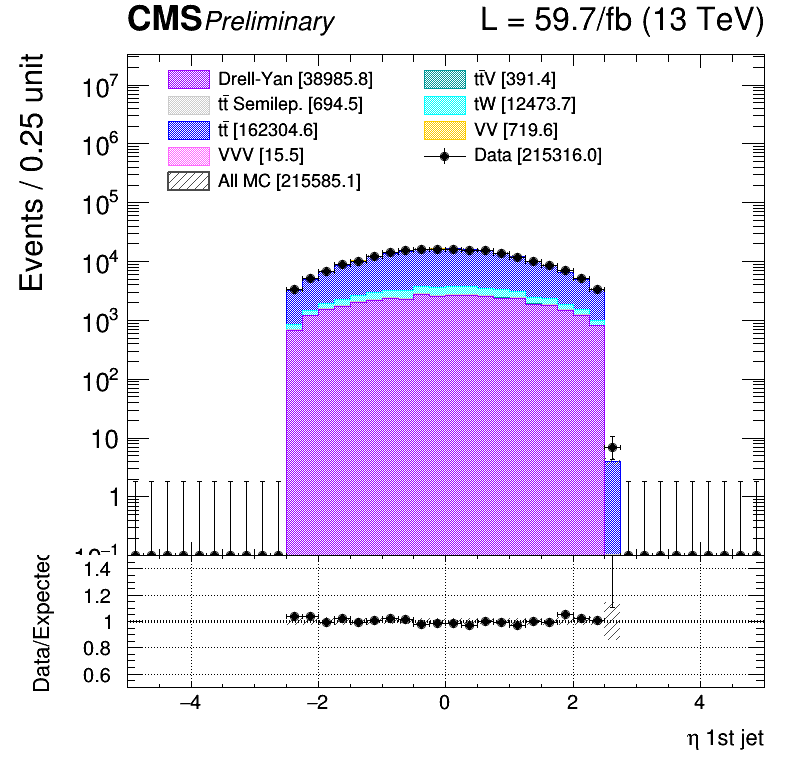 CMS Preliminary L = 59.7/fb (13 TeV)
Events / 0.25 unit
Drell-Yan [38985.8]
tt̄ Semilep. [694.5]
tt̄ [162304.6]
VVV [15.5]
All MC [215585.1]
tt̄V [391.4]
tW [12473.7]
VV [719.6]
Data [215316.0]
10⁷
10⁶
10⁵
10⁴
10³
10²
10
1
10⁻¹
Data/Expected
1.4
1.2
1
0.8
0.6
−4 −2 0 2 4
η 1st jet